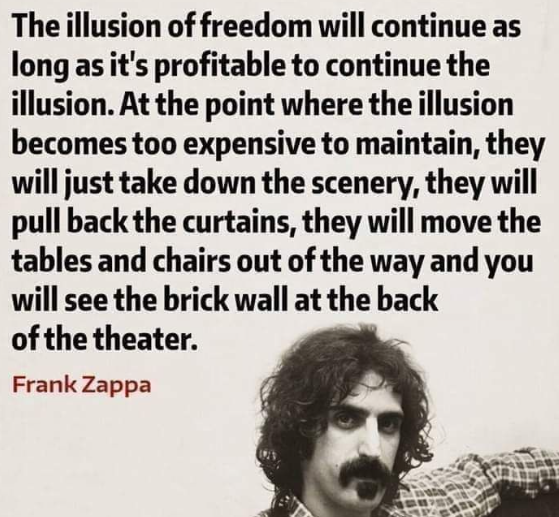 The illusion of freedom will continue as
long as it's profitable to continue the
illusion. At the point where the illusion
becomes too expensive to maintain, they
will just take down the scenery, they will
pull back the curtains, they will move the
tables and chairs out of the way and you
will see the brick wall at the back
of the theater.
Frank Zappa